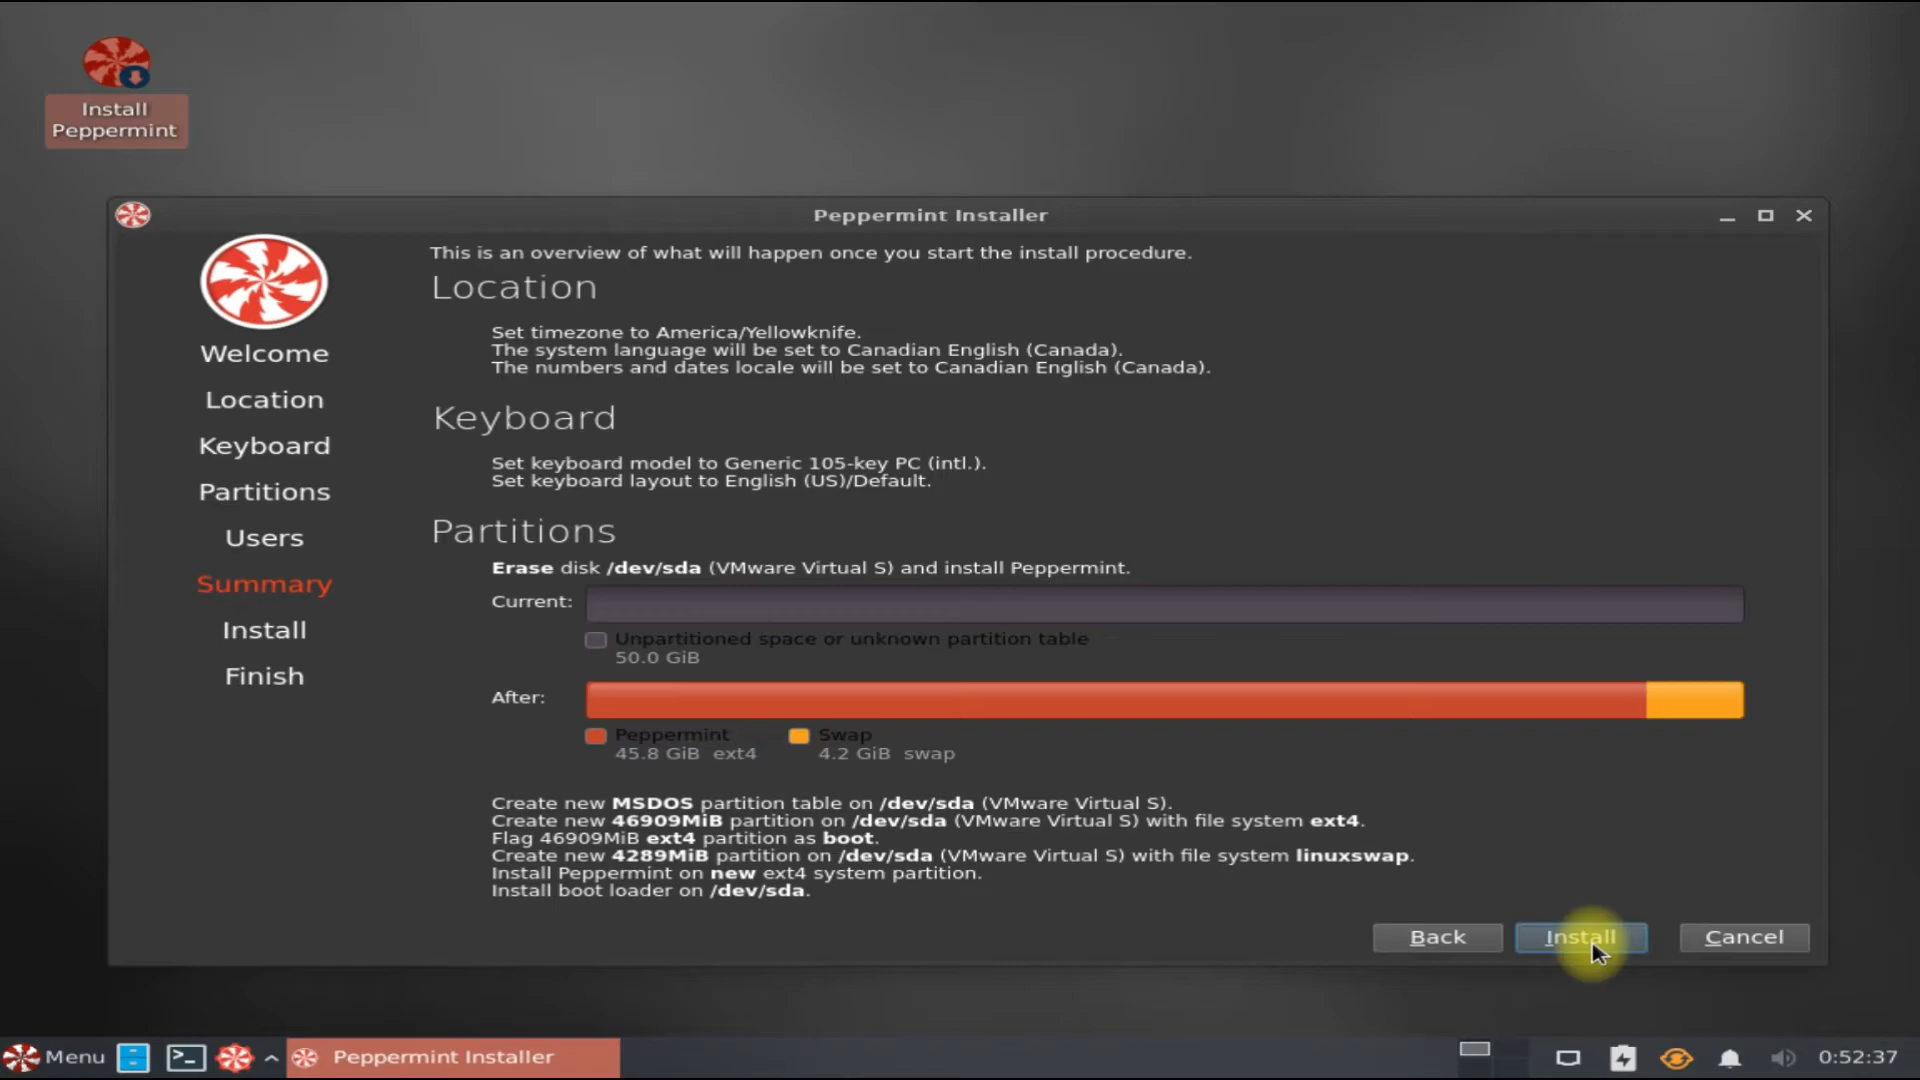 Install
Peppermint
Peppermint Installer
This is an overview of what will happen once you start the install procedure.
Welcome
Location
Keyboard
Partitions
Users
Summary
Install
Finish
Location
Set timezone to America/Yellowknife.
The system language will be set to Canadian English (Canada).
The numbers and dates locale will be set to Canadian English (Canada).
Keyboard
Set keyboard model to Generic 105-key PC (intl.).
Set keyboard layout to English (US)/Default.
Partitions
Erase disk /dev/sda (VMware Virtual S) and install Peppermint.
Current:
Unpartitioned space or unknown partition table
50.0 GiB
After:
Peppermint
45.8 GiB ext4
Swap
4.2 GiB swap
Create new MSDOS partition table on /dev/sda (VMware Virtual S).
Create new 46909MiB partition on /dev/sda (VMware Virtual S) with file system ext4.
Flag 46909MiB ext4 partition as boot.
Create new 4289MiB partition on /dev/sda (VMware Virtual S) with file system linuxswap.
Install Peppermint on new ext4 system partition.
Install boot loader on /dev/sda.
Back Install Cancel
Menu Peppermint Installer 0:52:37